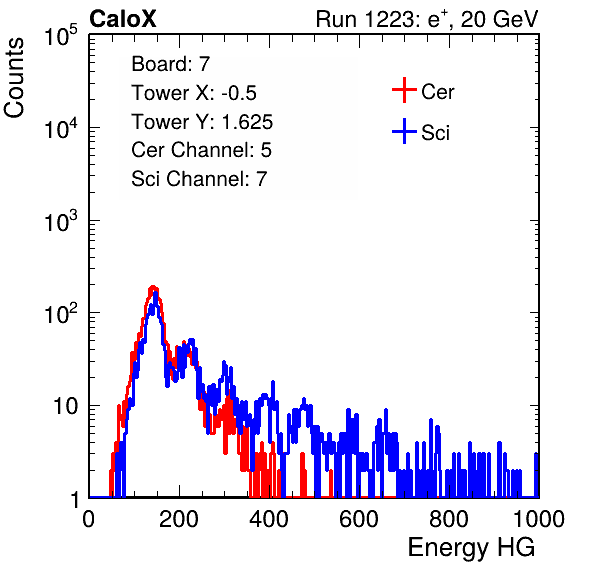 CaloX Run 1223: e⁺, 20 GeV
Counts
10⁵
10⁴
10³
10²
10
1
Board: 7
Tower X: -0.5
Tower Y: 1.625
Cer Channel: 5
Sci Channel: 7
Cer
Sci
0 200 400 600 800 1000
Energy HG